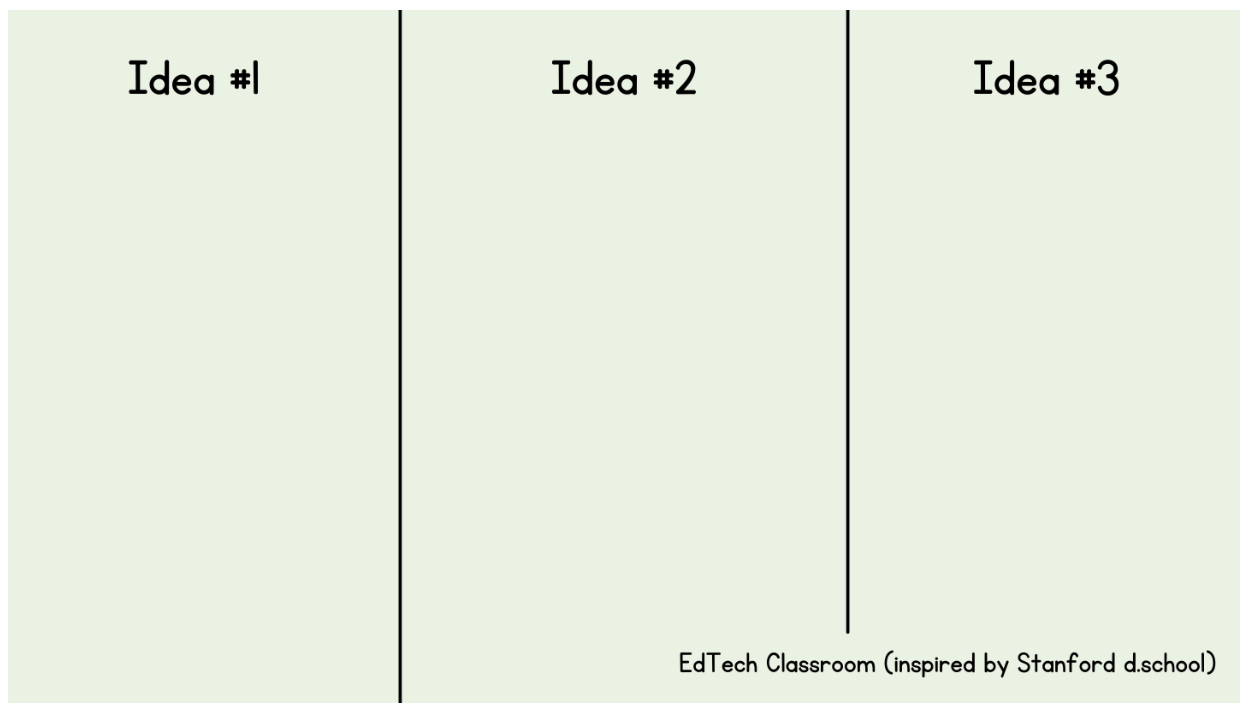 Idea #1
Idea #2
Idea #3
EdTech Classroom (inspired by Stanford d.school)